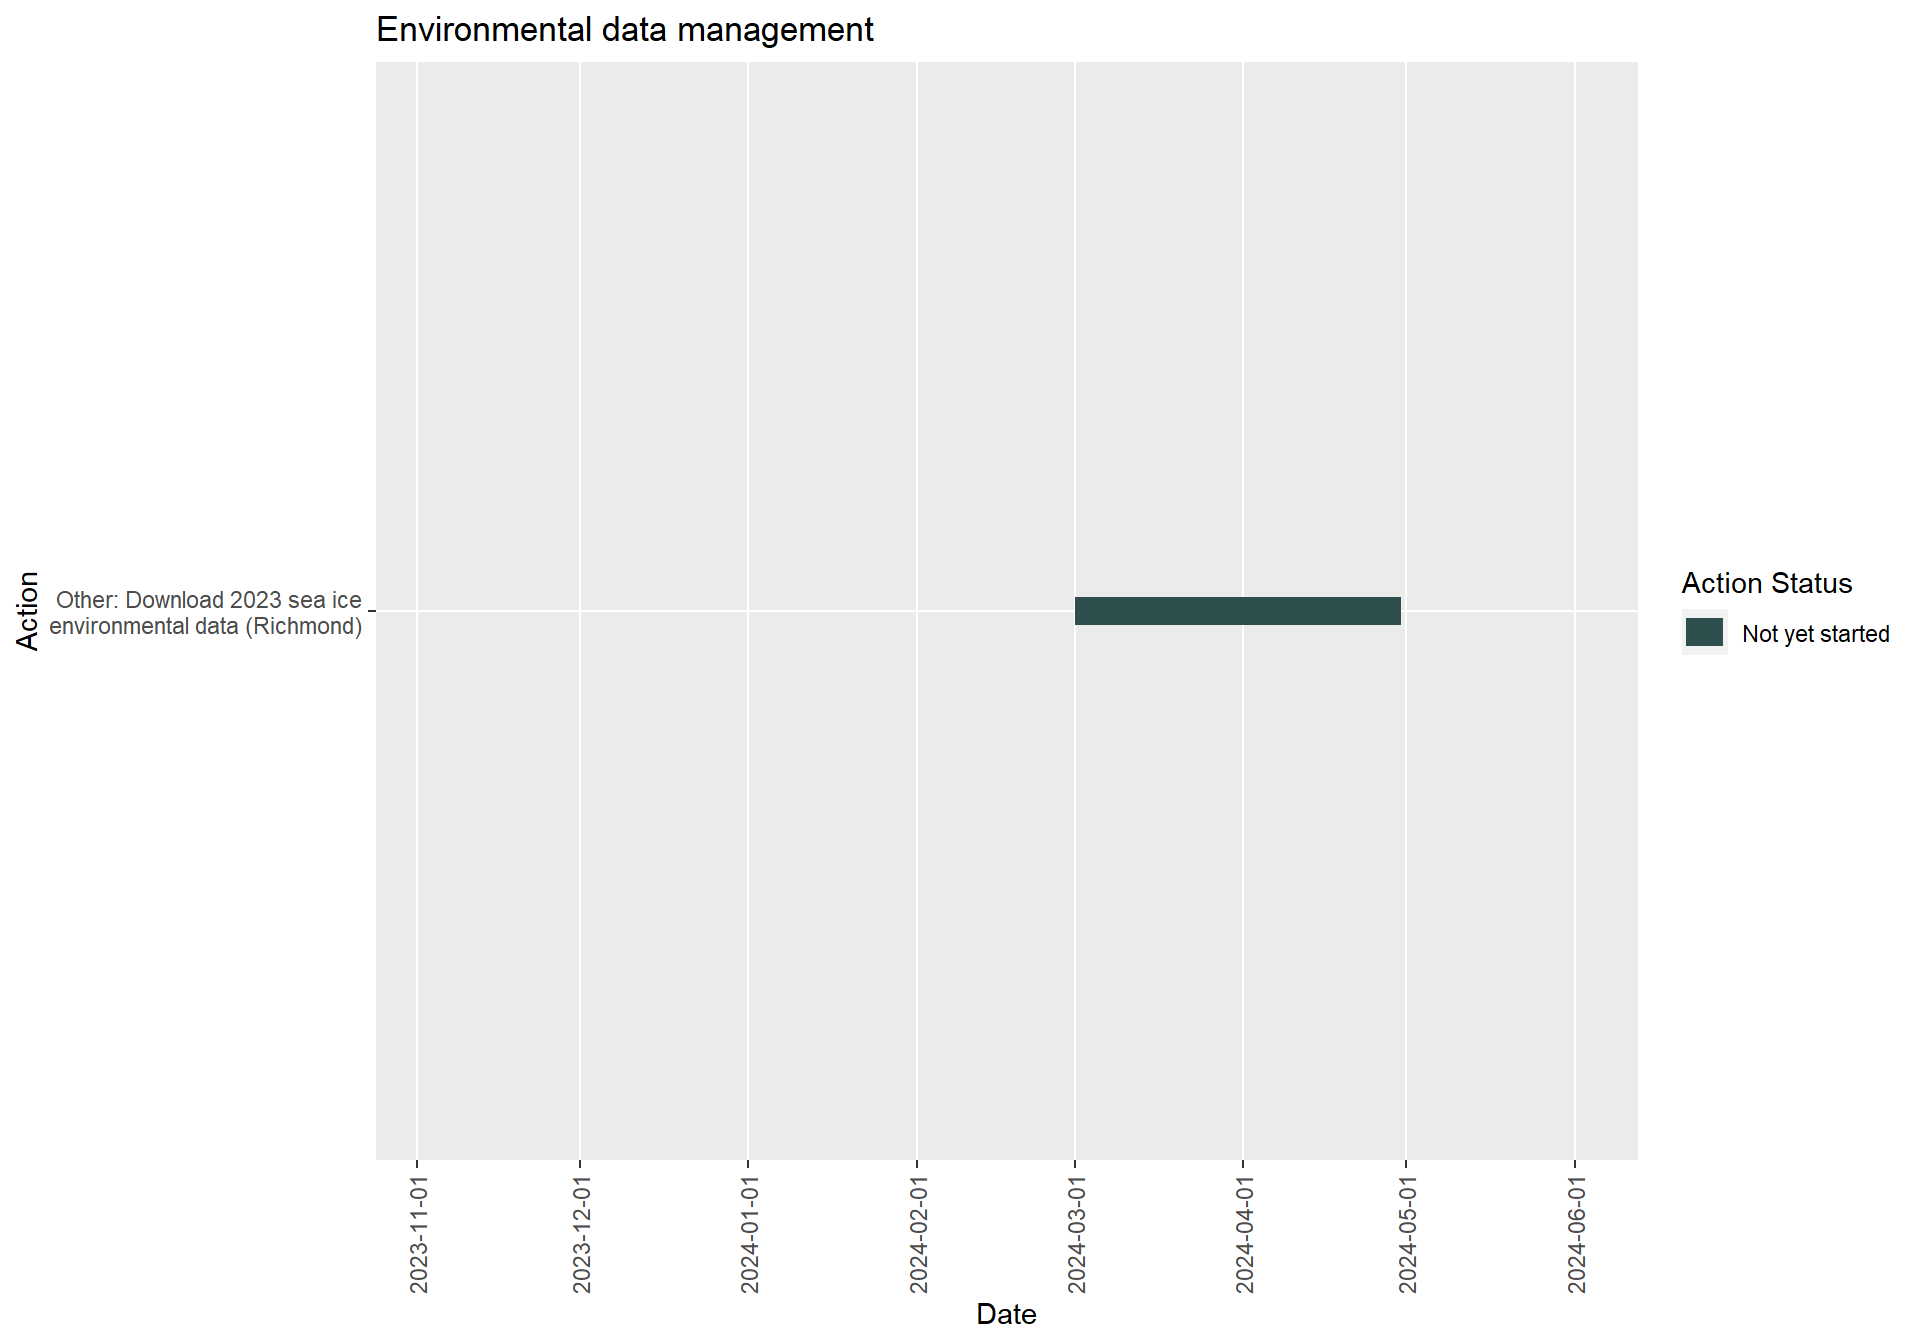 Environmental data management
Action
Other: Download 2023 sea ice
environmental data (Richmond)
Action Status
Not yet started
2023-11-01
2023-12-01
2024-01-01
2024-02-01
2024-03-01
2024-04-01
2024-05-01
2024-06-01
Date